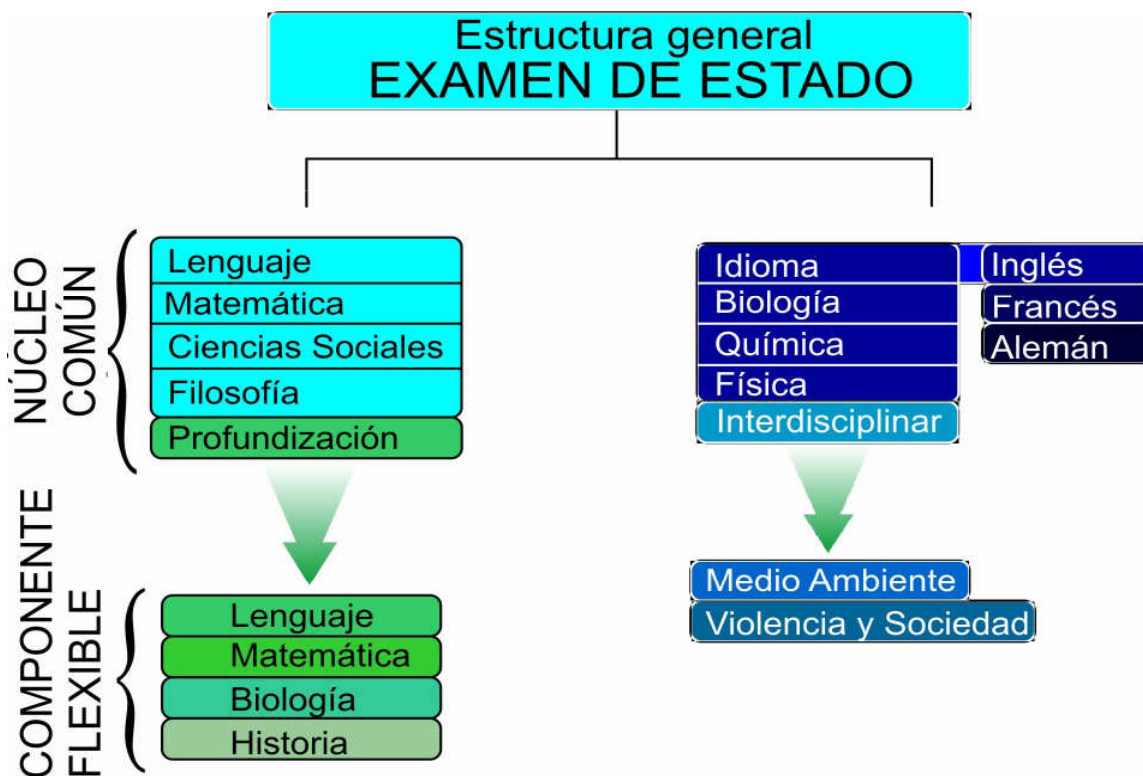 Estructura general
EXAMEN DE ESTADO
NÚCLEO
COMÚN
Lenguaje
Matemática
Ciencias Sociales
Filosofía
Profundización
Idioma
Biología
Química
Física
Interdisciplinar
Inglés
Francés
Alemán
COMPONENTE
FLEXIBLE
Lenguaje
Matemática
Biología
Historia
Medio Ambiente
Violencia y Sociedad